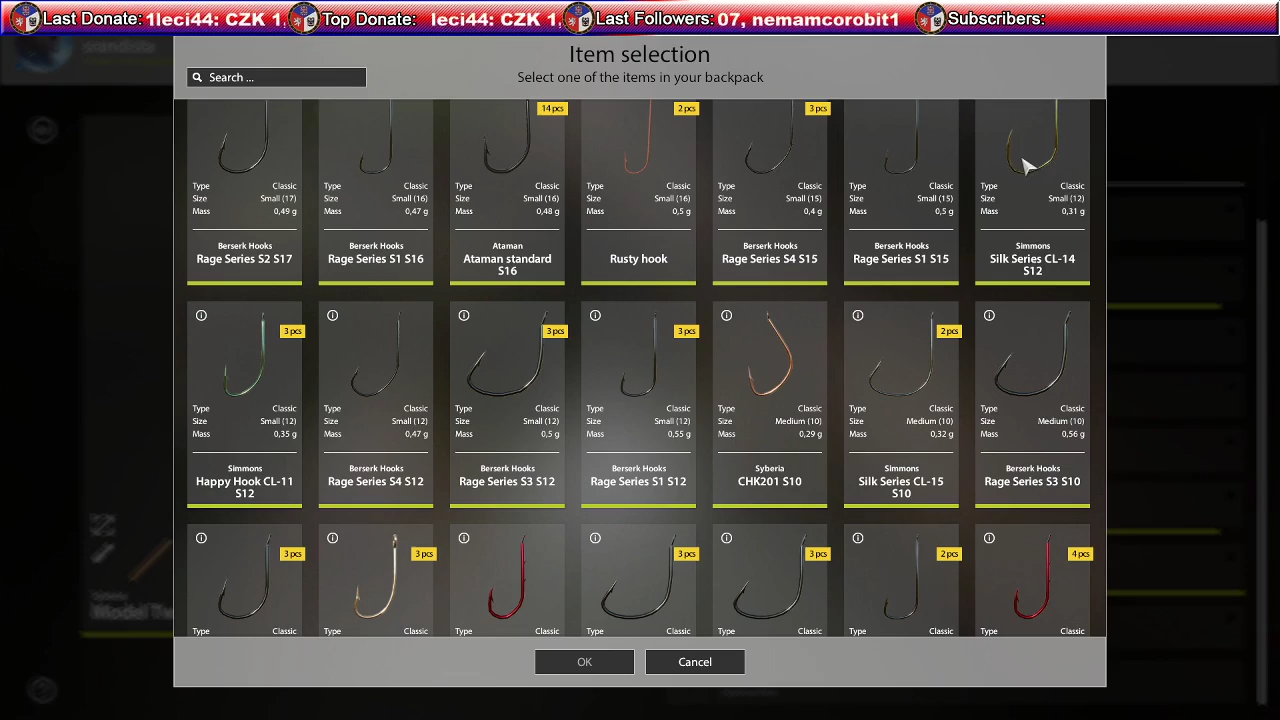 Last Donate: 1leci44: CZK 1, Top Donate: leci44: CZK 1, Last Followers: 07, nemamcorobit1 Subscribers:
Item selection
Select one of the items in your backpack
Search ...
14 pcs 2 pcs 3 pcs
Type Classic Type Classic Type Classic Type Classic Type Classic Type Classic Type Classic
Size Small (17) Size Small (16) Size Small (16) Size Small (16) Size Small (15) Size Small (15) Size Small (12)
Mass 0,49 g Mass 0,47 g Mass 0,48 g Mass 0,5 g Mass 0,4 g Mass 0,5 g Mass 0,31 g
Berserk Hooks Berserk Hooks Ataman Berserk Hooks Berserk Hooks Simmons
Rage Series S2 S17 Rage Series S1 S16 Ataman standard Rusty hook Rage Series S4 S15 Rage Series S1 S15 Silk Series CL-14
S16 S12
3 pcs 3 pcs 3 pcs 2 pcs
Type Classic Type Classic Type Classic Type Classic Type Classic Type Classic Type Classic
Size Small (12) Size Small (12) Size Small (12) Size Small (12) Size Medium (10) Size Medium (10) Size Medium (10)
Mass 0,35 g Mass 0,47 g Mass 0,5 g Mass 0,55 g Mass 0,29 g Mass 0,32 g Mass 0,56 g
Simmons Berserk Hooks Berserk Hooks Berserk Hooks Syberia Simmons Berserk Hooks
Happy Hook CL-11 Rage Series S4 S12 Rage Series S3 S12 Rage Series S1 S12 CHK201 S10 Silk Series CL-15 Rage Series S3 S10
S12 S10
3 pcs 3 pcs 3 pcs 3 pcs 2 pcs 4 pcs
Type Classic Type Classic Type Classic Type Classic Type Classic Type Classic Type Classic
OK Cancel